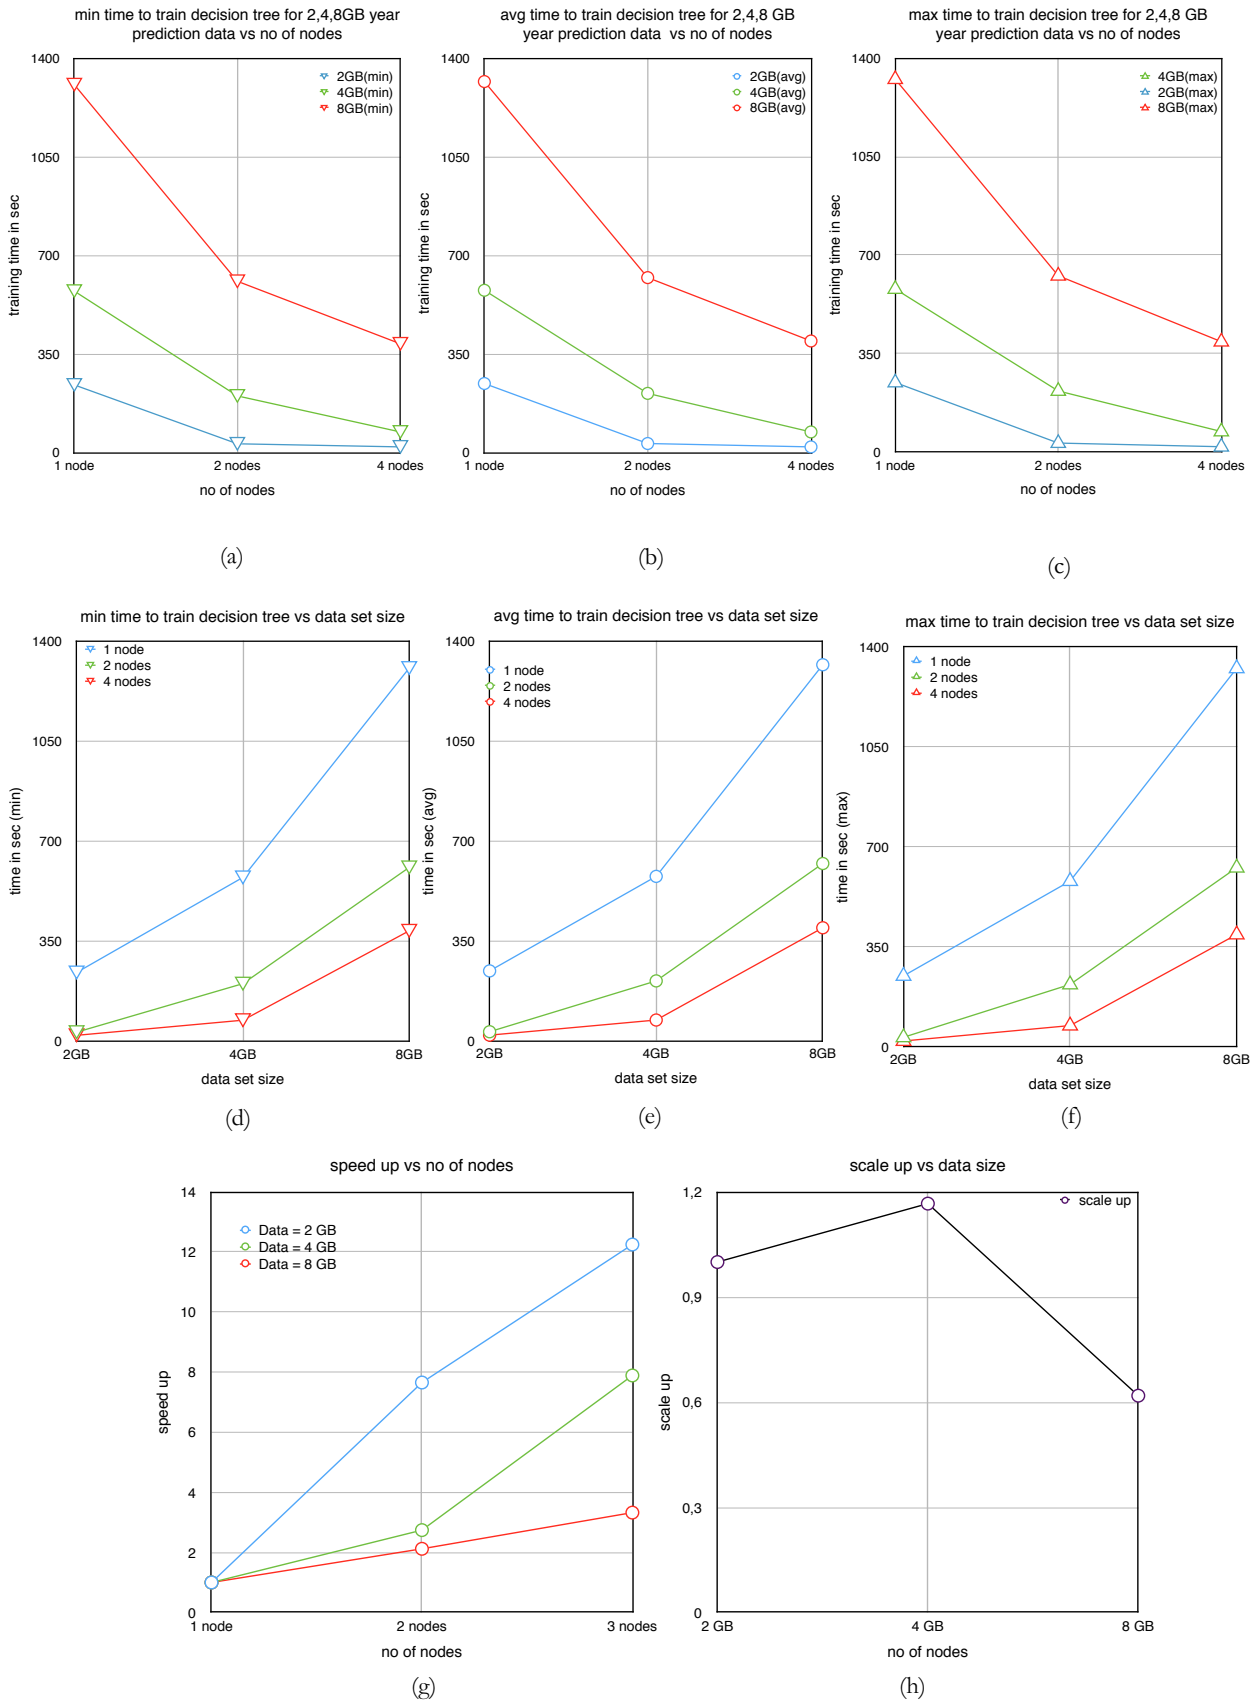 min time to train decision tree for 2,4,8GB year
prediction data vs no of nodes
1400
1050
700
350
0
training time in sec
2GB(min)
4GB(min)
8GB(min)
1 node
2 nodes
4 nodes
no of nodes
(a)
avg time to train decision tree for 2,4,8 GB
year prediction data vs no of nodes
1400
1050
700
350
0
training time in sec
2GB(avg)
4GB(avg)
8GB(avg)
1 node
2 nodes
4 nodes
no of nodes
(b)
max time to train decision tree for 2,4,8 GB
year prediction data vs no of nodes
1400
1050
700
350
0
training time in sec
4GB(max)
2GB(max)
8GB(max)
1 node
2 nodes
4 nodes
no of nodes
(c)
min time to train decision tree vs data set size
1400
1050
700
350
0
time in sec (min)
1 node
2 nodes
4 nodes
2GB
4GB
8GB
data set size
(d)
avg time to train decision tree vs data set size
1400
1050
700
350
0
time in sec (avg)
1 node
2 nodes
4 nodes
2GB
4GB
8GB
data set size
(e)
max time to train decision tree vs data set size
1400
1050
700
350
0
time in sec (max)
1 node
2 nodes
4 nodes
2GB
4GB
8GB
data set size
(f)
speed up vs no of nodes
14
12
10
8
6
4
2
0
speed up
Data = 2 GB
Data = 4 GB
Data = 8 GB
1 node
2 nodes
3 nodes
no of nodes
(g)
scale up vs data size
1,2
0,9
0,6
0,3
0
scale up
scale up
2 GB
4 GB
8 GB
no of nodes
(h)